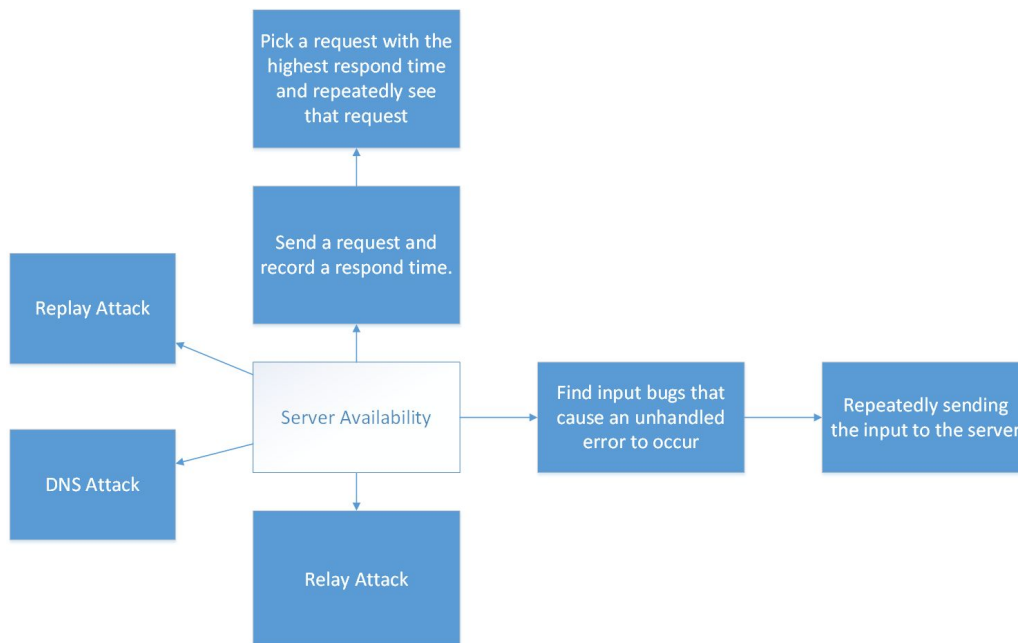 Pick a request with the
highest respond time
and repeatedly see
that request
Send a request and
record a respond time.
Replay Attack
Server Availability
Find input bugs that
cause an unhandled
error to occur
Repeatedly sending
the input to the server
DNS Attack
Relay Attack